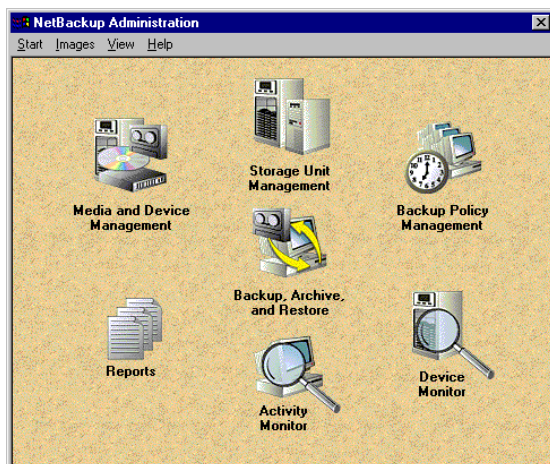 NetBackup Administration
Start Images View Help
Storage Unit
Management
Media and Device
Management
Backup Policy
Management
Backup, Archive,
and Restore
Reports
Device
Monitor
Activity
Monitor